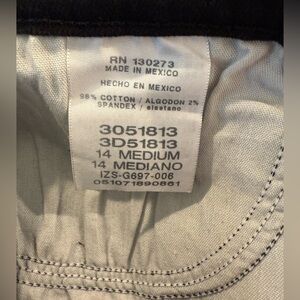 RN 130273
MADE IN MEXICO
HECHO EN MEXICO
98% COTTON / ALGODON 2%
SPANDEX / elastano
3051813
3D51813
14 MEDIUM
14 MEDIANO
IZS-G697-006
051071890861